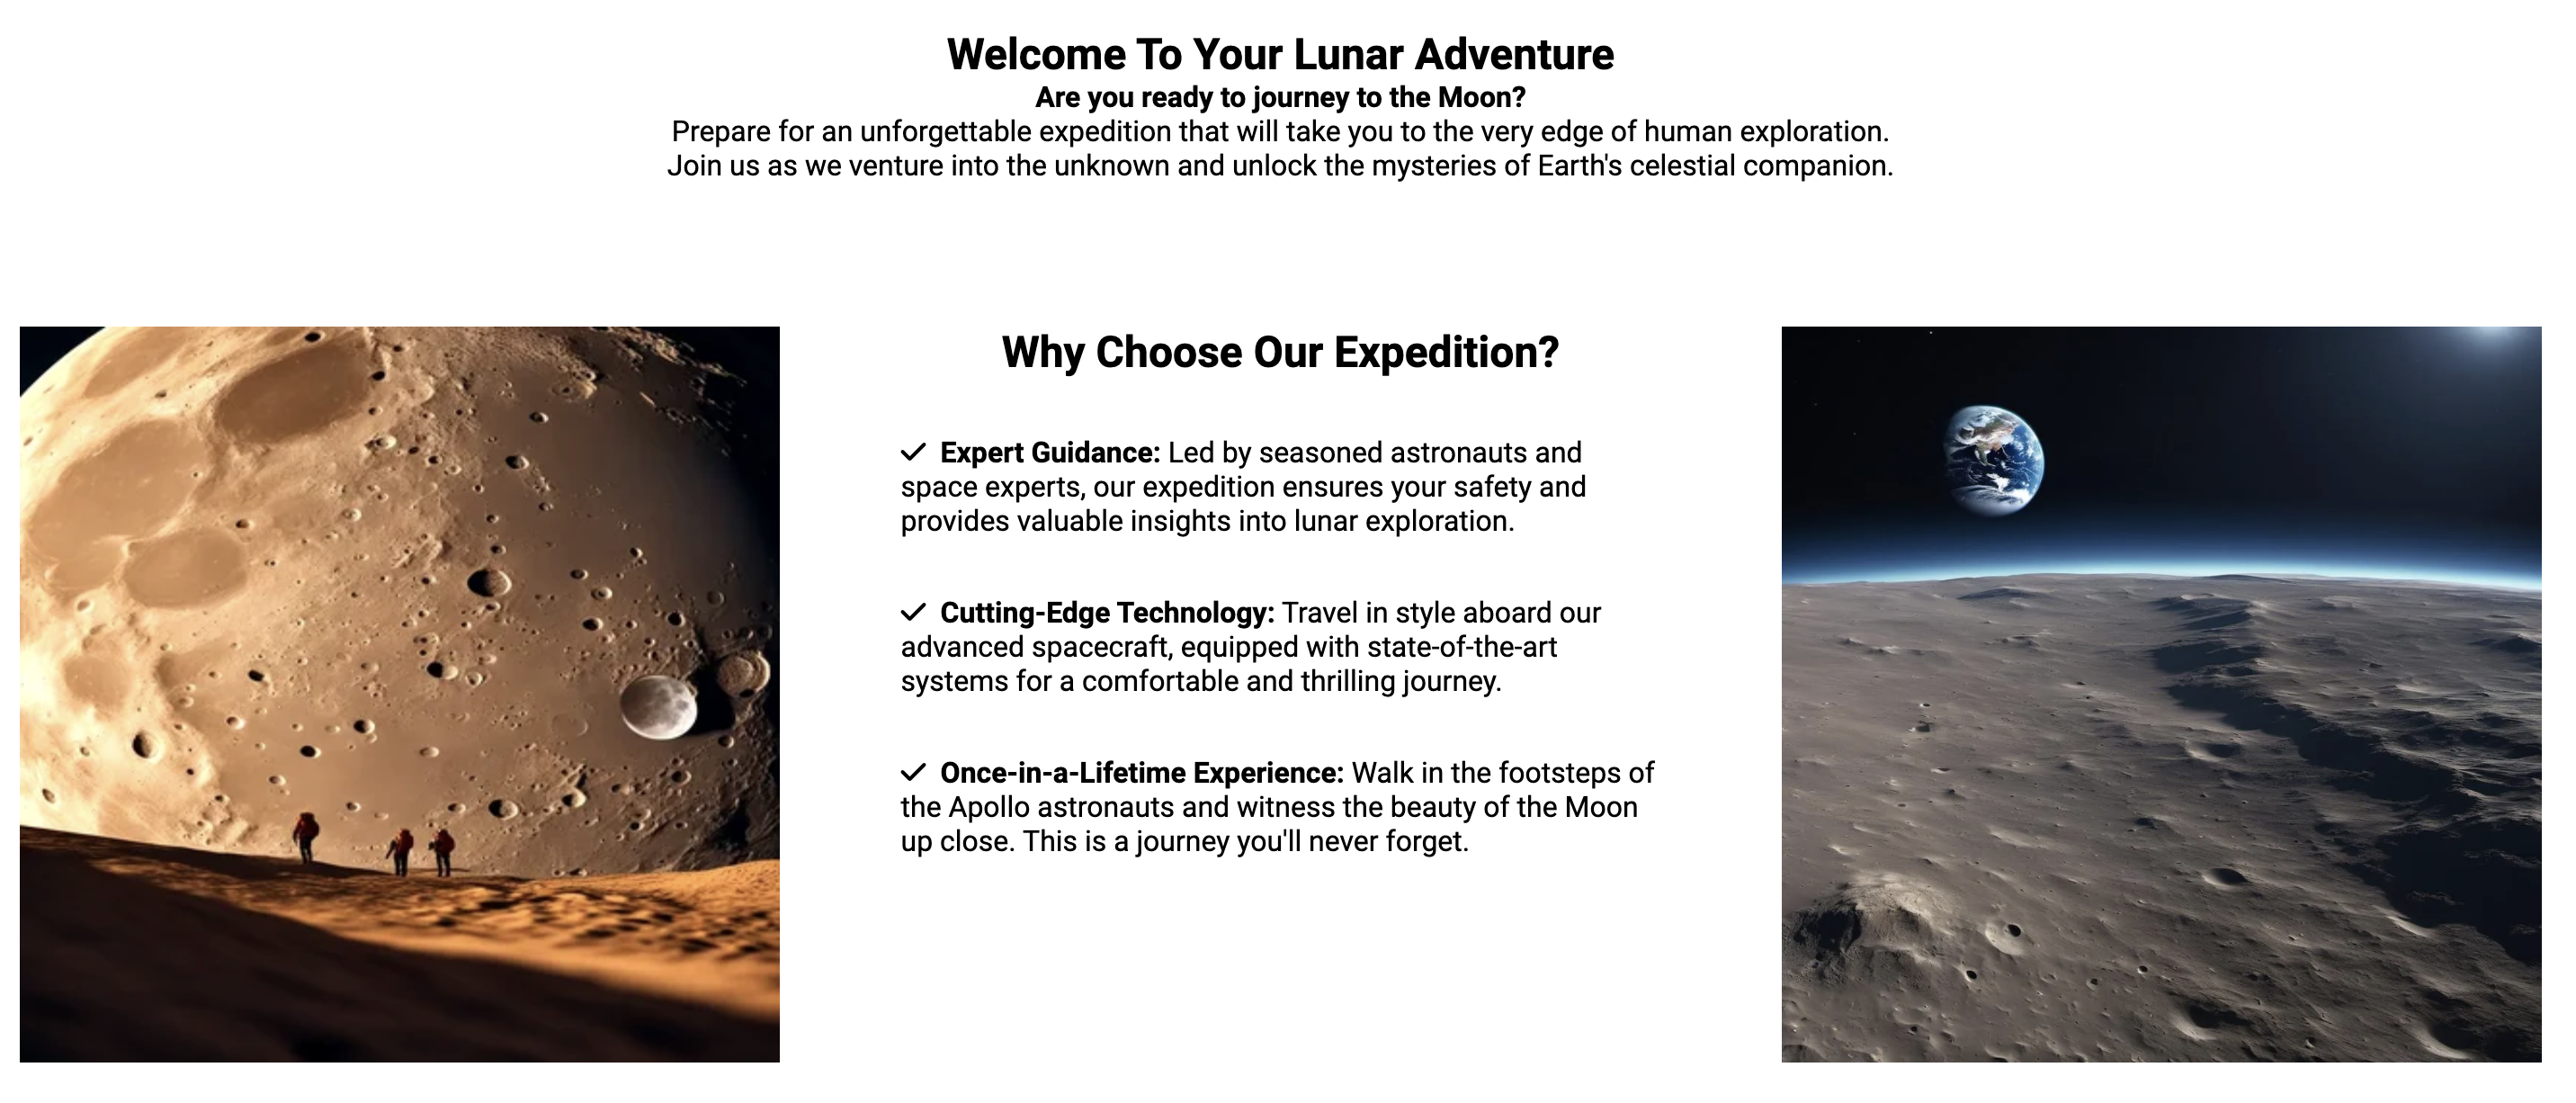 Welcome To Your Lunar Adventure
Are you ready to journey to the Moon?
Prepare for an unforgettable expedition that will take you to the very edge of human exploration.
Join us as we venture into the unknown and unlock the mysteries of Earth's celestial companion.
Why Choose Our Expedition?
✓ Expert Guidance: Led by seasoned astronauts and
space experts, our expedition ensures your safety and
provides valuable insights into lunar exploration.
✓ Cutting-Edge Technology: Travel in style aboard our
advanced spacecraft, equipped with state-of-the-art
systems for a comfortable and thrilling journey.
✓ Once-in-a-Lifetime Experience: Walk in the footsteps of
the Apollo astronauts and witness the beauty of the Moon
up close. This is a journey you'll never forget.